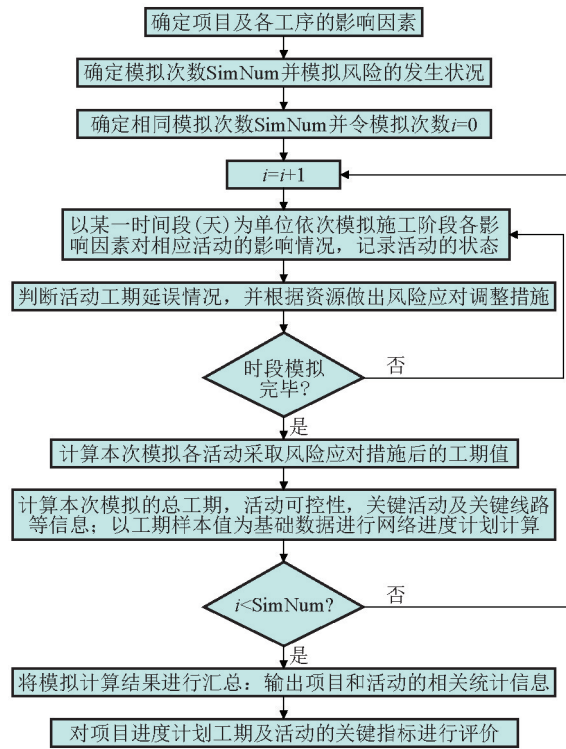 确定项目及各工序的影响因素
确定模拟次数SimNum并模拟风险的发生状况
确定相同模拟次数SimNum并令模拟次数i=0
i=i+1
以某一时间段(天)为单位依次模拟施工阶段各影
响因素对相应活动的影响情况，记录活动的状态
判断活动工期延误情况，并根据资源做出风险应对调整措施
时段模拟
完毕?
否
是
计算本次模拟各活动采取风险应对措施后的工期值
计算本次模拟的总工期，活动可控性，关键活动及关键线路
等信息；以工期样本值为基础数据进行网络进度计划计算
i<SimNum?
否
是
将模拟计算结果进行汇总：输出项目和活动的相关统计信息
对项目进度计划工期及活动的关键指标进行评价